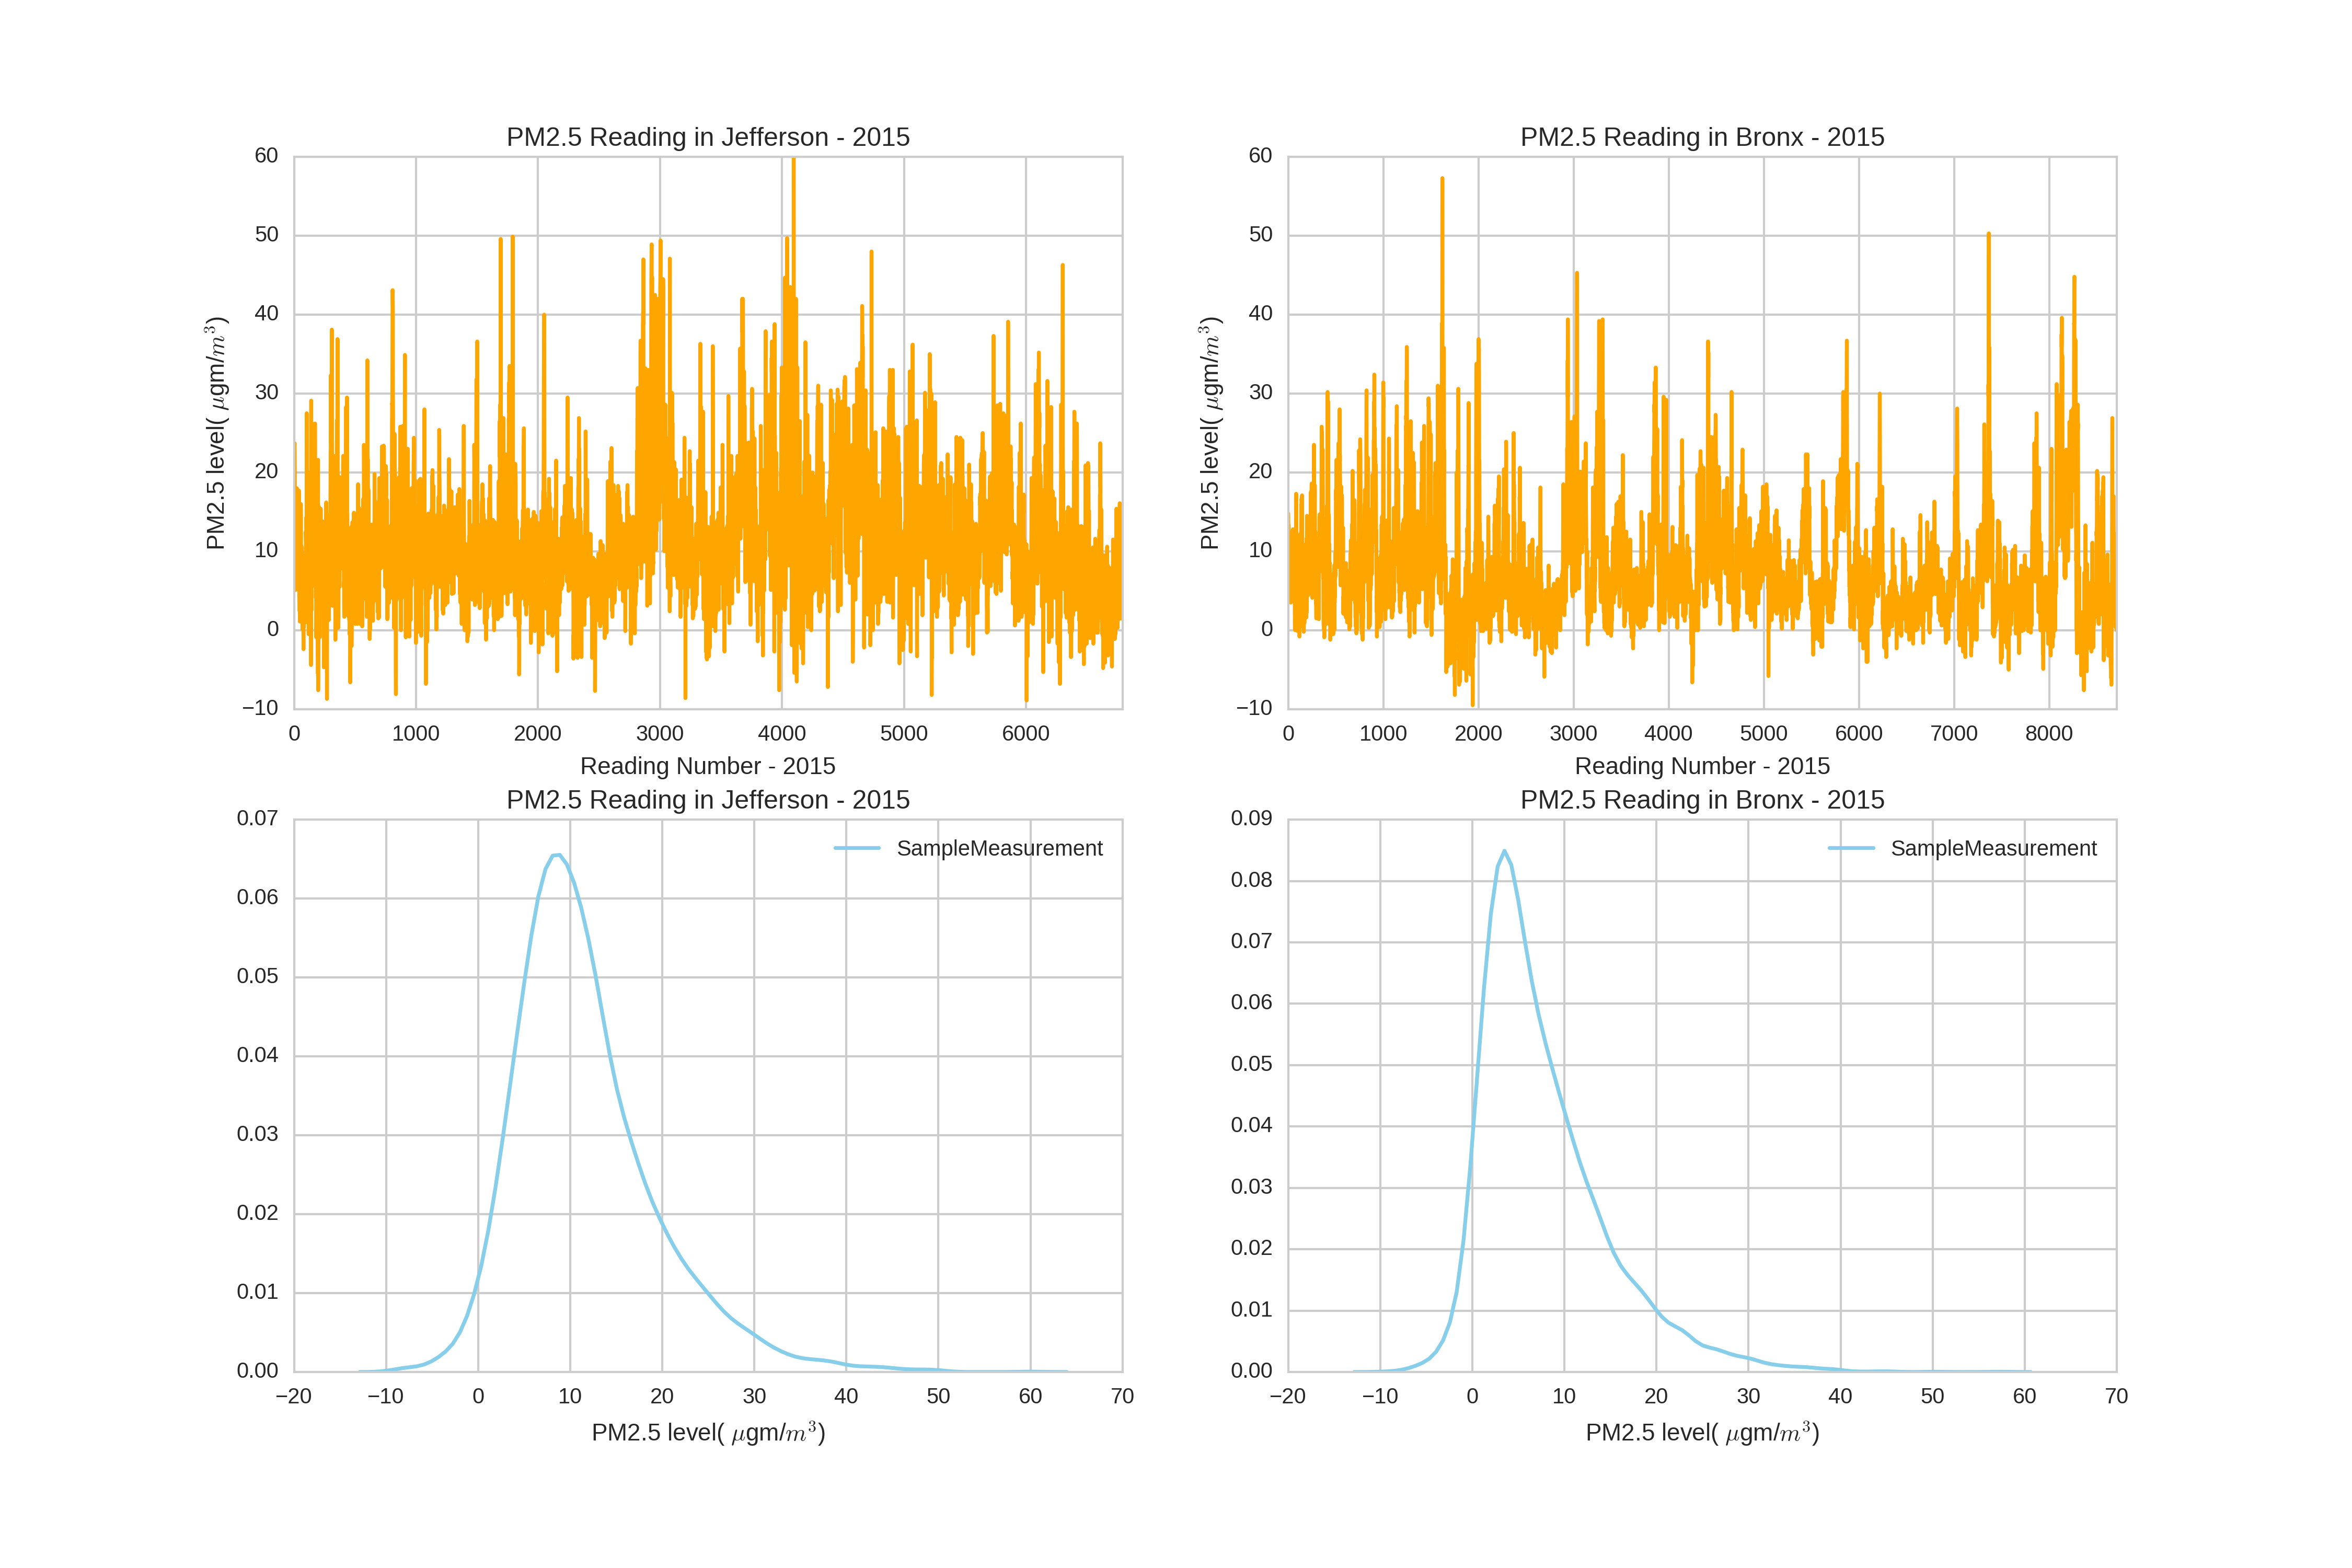 PM2.5 Reading in Jefferson - 2015
60
50
40
30
20
10
0
−10
PM2.5 level( μgm/m³)
0 1000 2000 3000 4000 5000 6000
Reading Number - 2015
PM2.5 Reading in Bronx - 2015
60
50
40
30
20
10
0
−10
PM2.5 level( μgm/m³)
0 1000 2000 3000 4000 5000 6000 7000 8000
Reading Number - 2015
PM2.5 Reading in Jefferson - 2015
0.07
0.06
0.05
0.04
0.03
0.02
0.01
0.00
SampleMeasurement
−20 −10 0 10 20 30 40 50 60 70
PM2.5 level( μgm/m³)
PM2.5 Reading in Bronx - 2015
0.09
0.08
0.07
0.06
0.05
0.04
0.03
0.02
0.01
0.00
SampleMeasurement
−20 −10 0 10 20 30 40 50 60 70
PM2.5 level( μgm/m³)